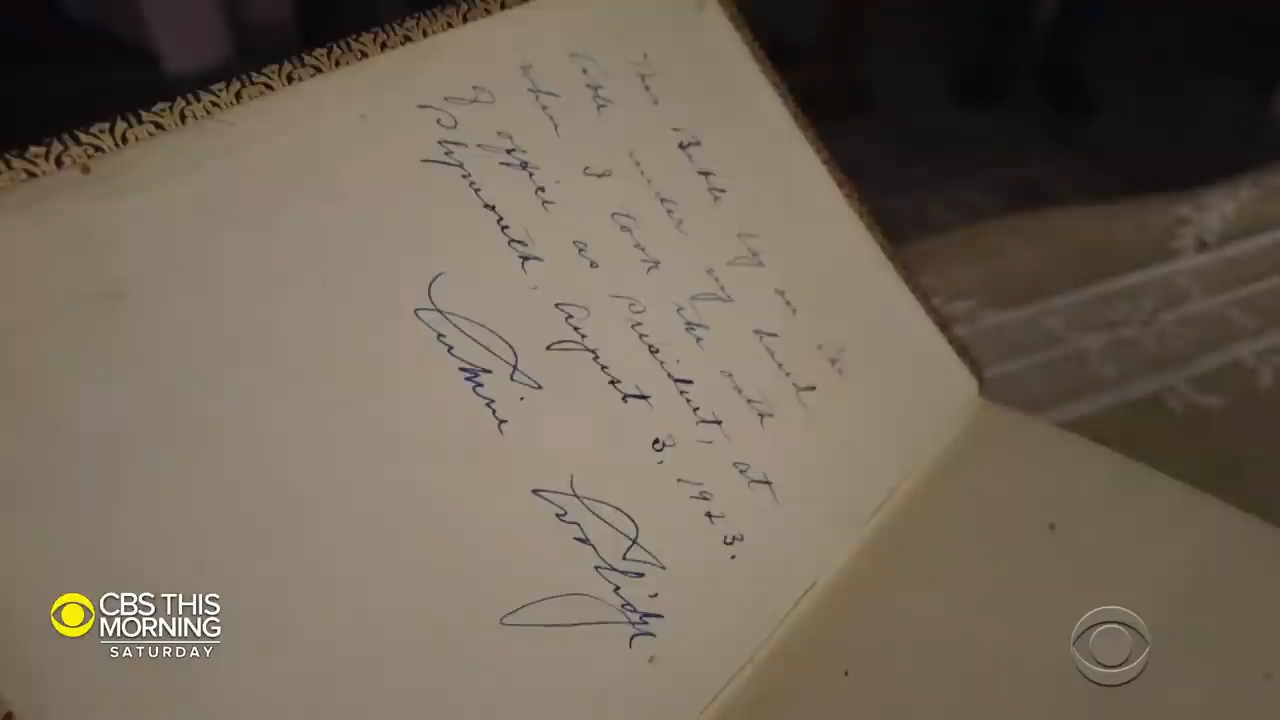 This Bible lay on the
table under my hand
when I took the oath
of office as President, at
Plymouth, August 3, 1923.
Calvin Coolidge.
CBS THIS
MORNING
SATURDAY